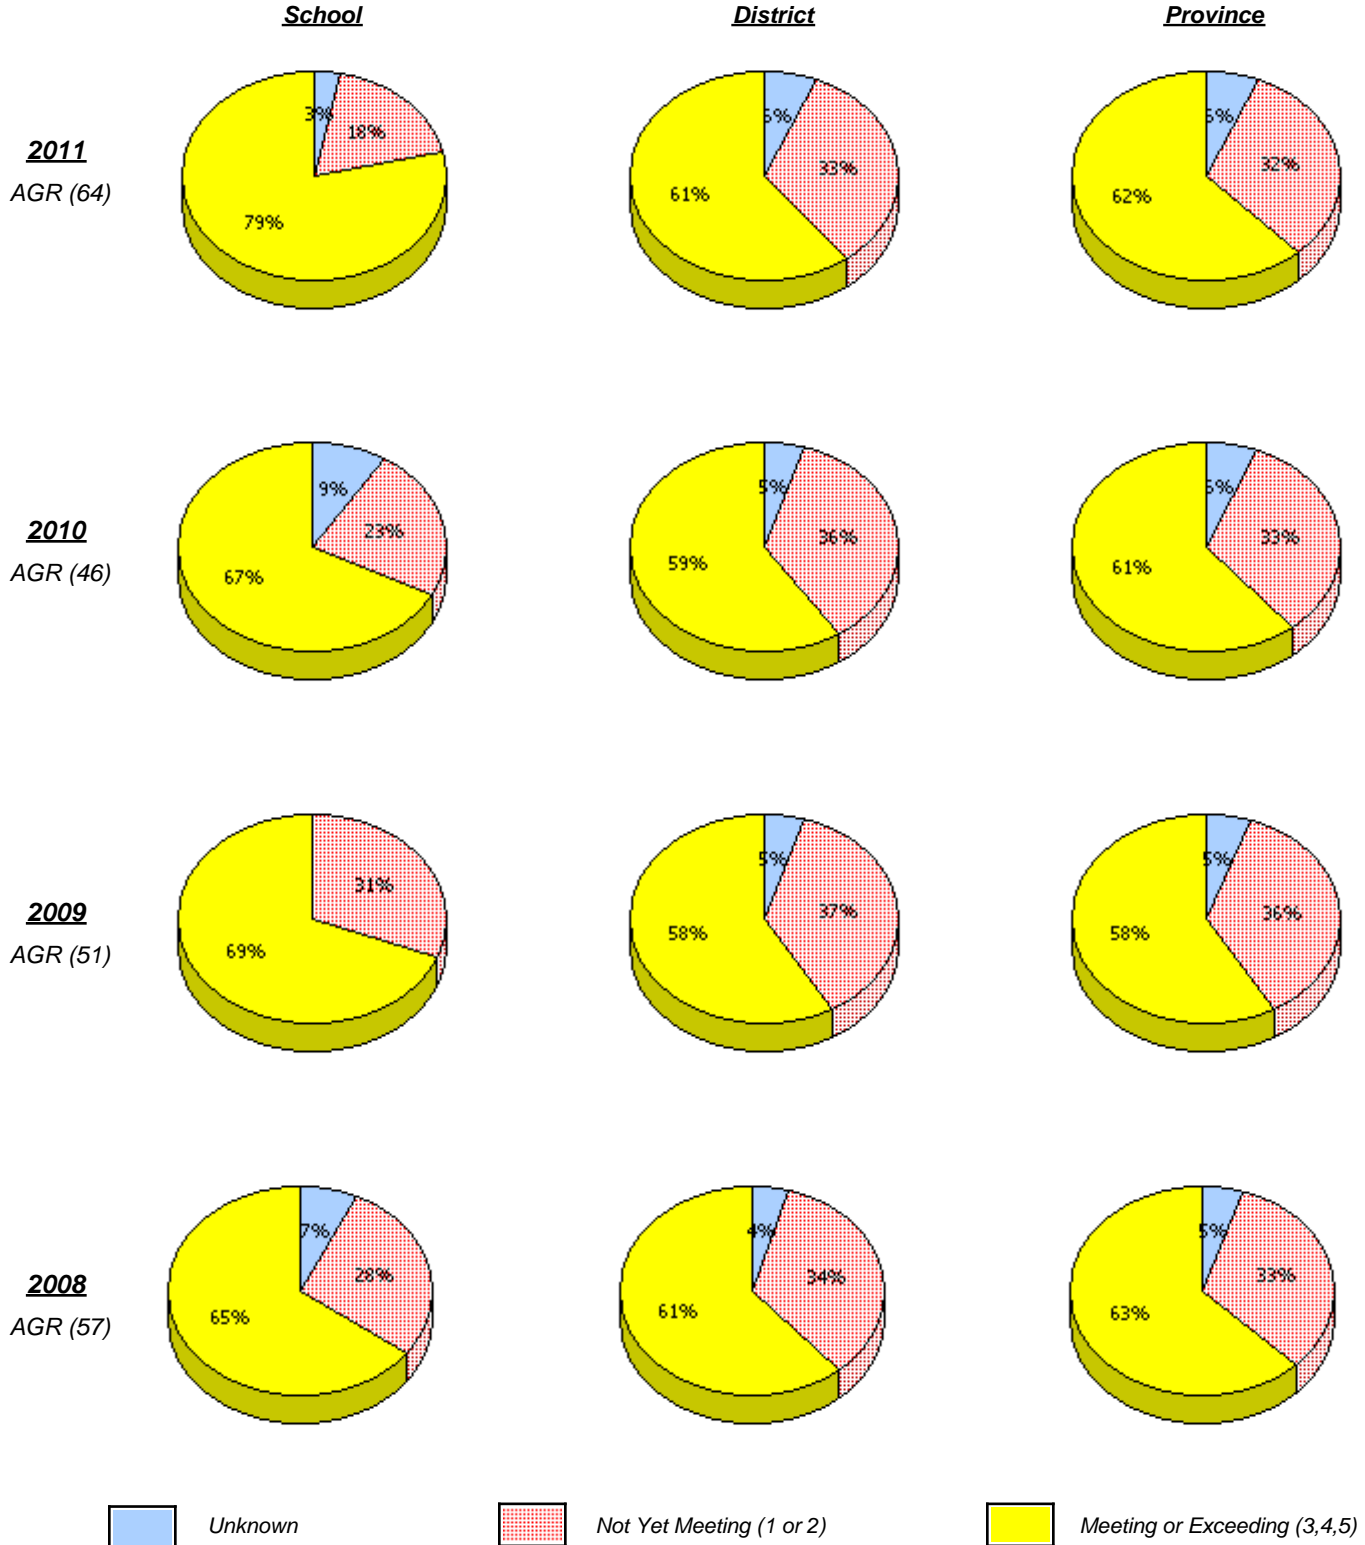 School District Province
2011
AGR (64)
3% 18% 79%
6% 33% 61%
6% 32% 62%
2010
AGR (46)
9% 23% 67%
5% 36% 59%
6% 33% 61%
2009
AGR (51)
31% 69%
5% 37% 58%
5% 36% 58%
2008
AGR (57)
7% 28% 65%
4% 34% 61%
5% 33% 63%
Unknown Not Yet Meeting (1 or 2) Meeting or Exceeding (3,4,5)